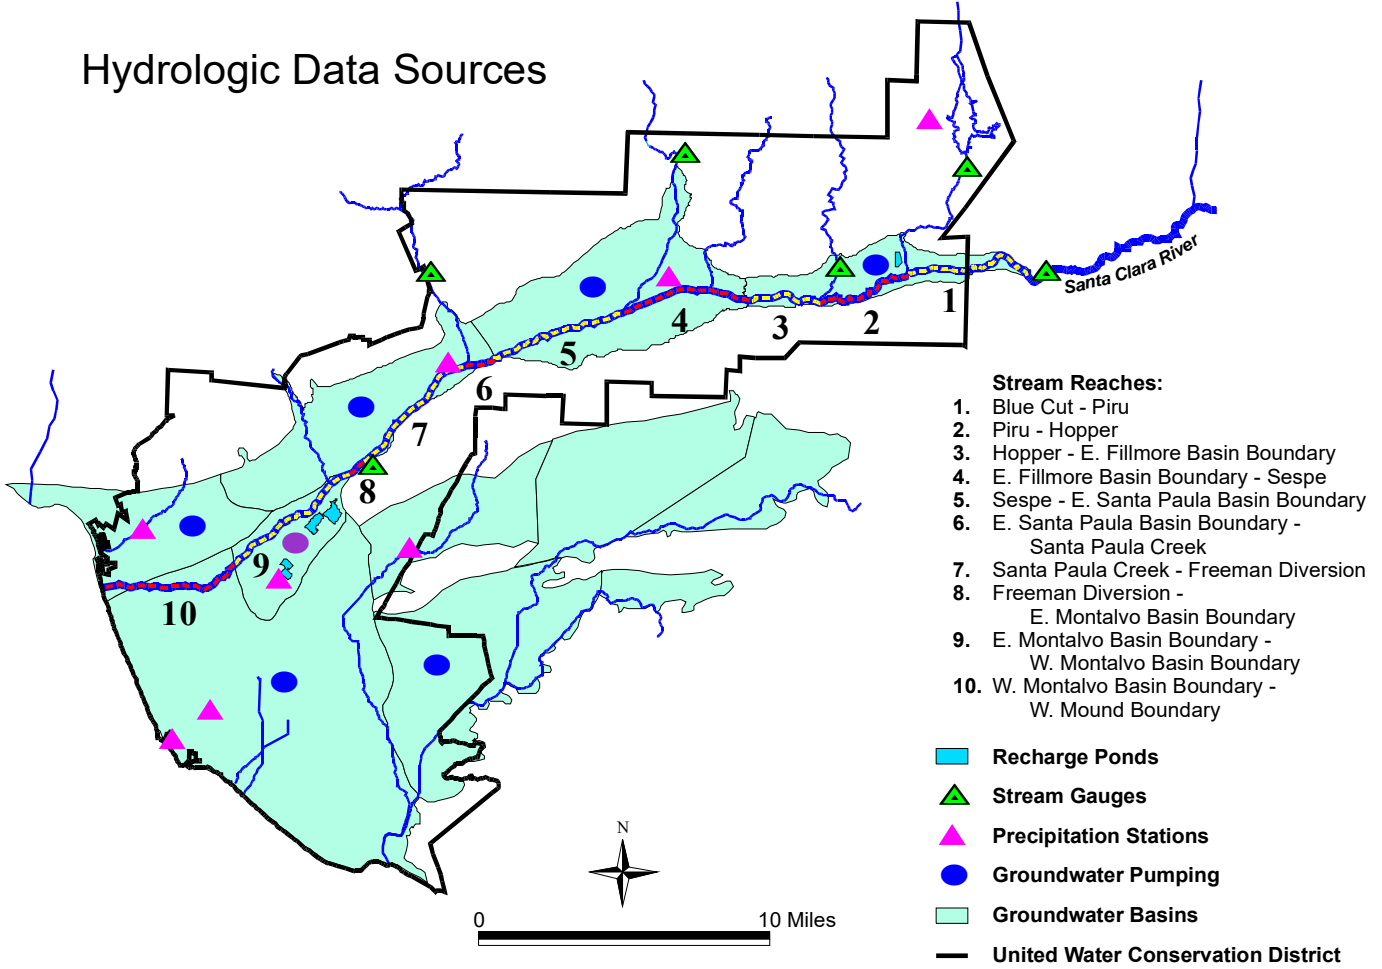 Hydrologic Data Sources
Santa Clara River
1
2
3
4
5
6
7
8
9
10
Stream Reaches:
1. Blue Cut - Piru
2. Piru - Hopper
3. Hopper - E. Fillmore Basin Boundary
4. E. Fillmore Basin Boundary - Sespe
5. Sespe - E. Santa Paula Basin Boundary
6. E. Santa Paula Basin Boundary -
Santa Paula Creek
7. Santa Paula Creek - Freeman Diversion
8. Freeman Diversion -
E. Montalvo Basin Boundary
9. E. Montalvo Basin Boundary -
W. Montalvo Basin Boundary
10. W. Montalvo Basin Boundary -
W. Mound Boundary
Recharge Ponds
Stream Gauges
Precipitation Stations
Groundwater Pumping
Groundwater Basins
United Water Conservation District
N
0 10 Miles